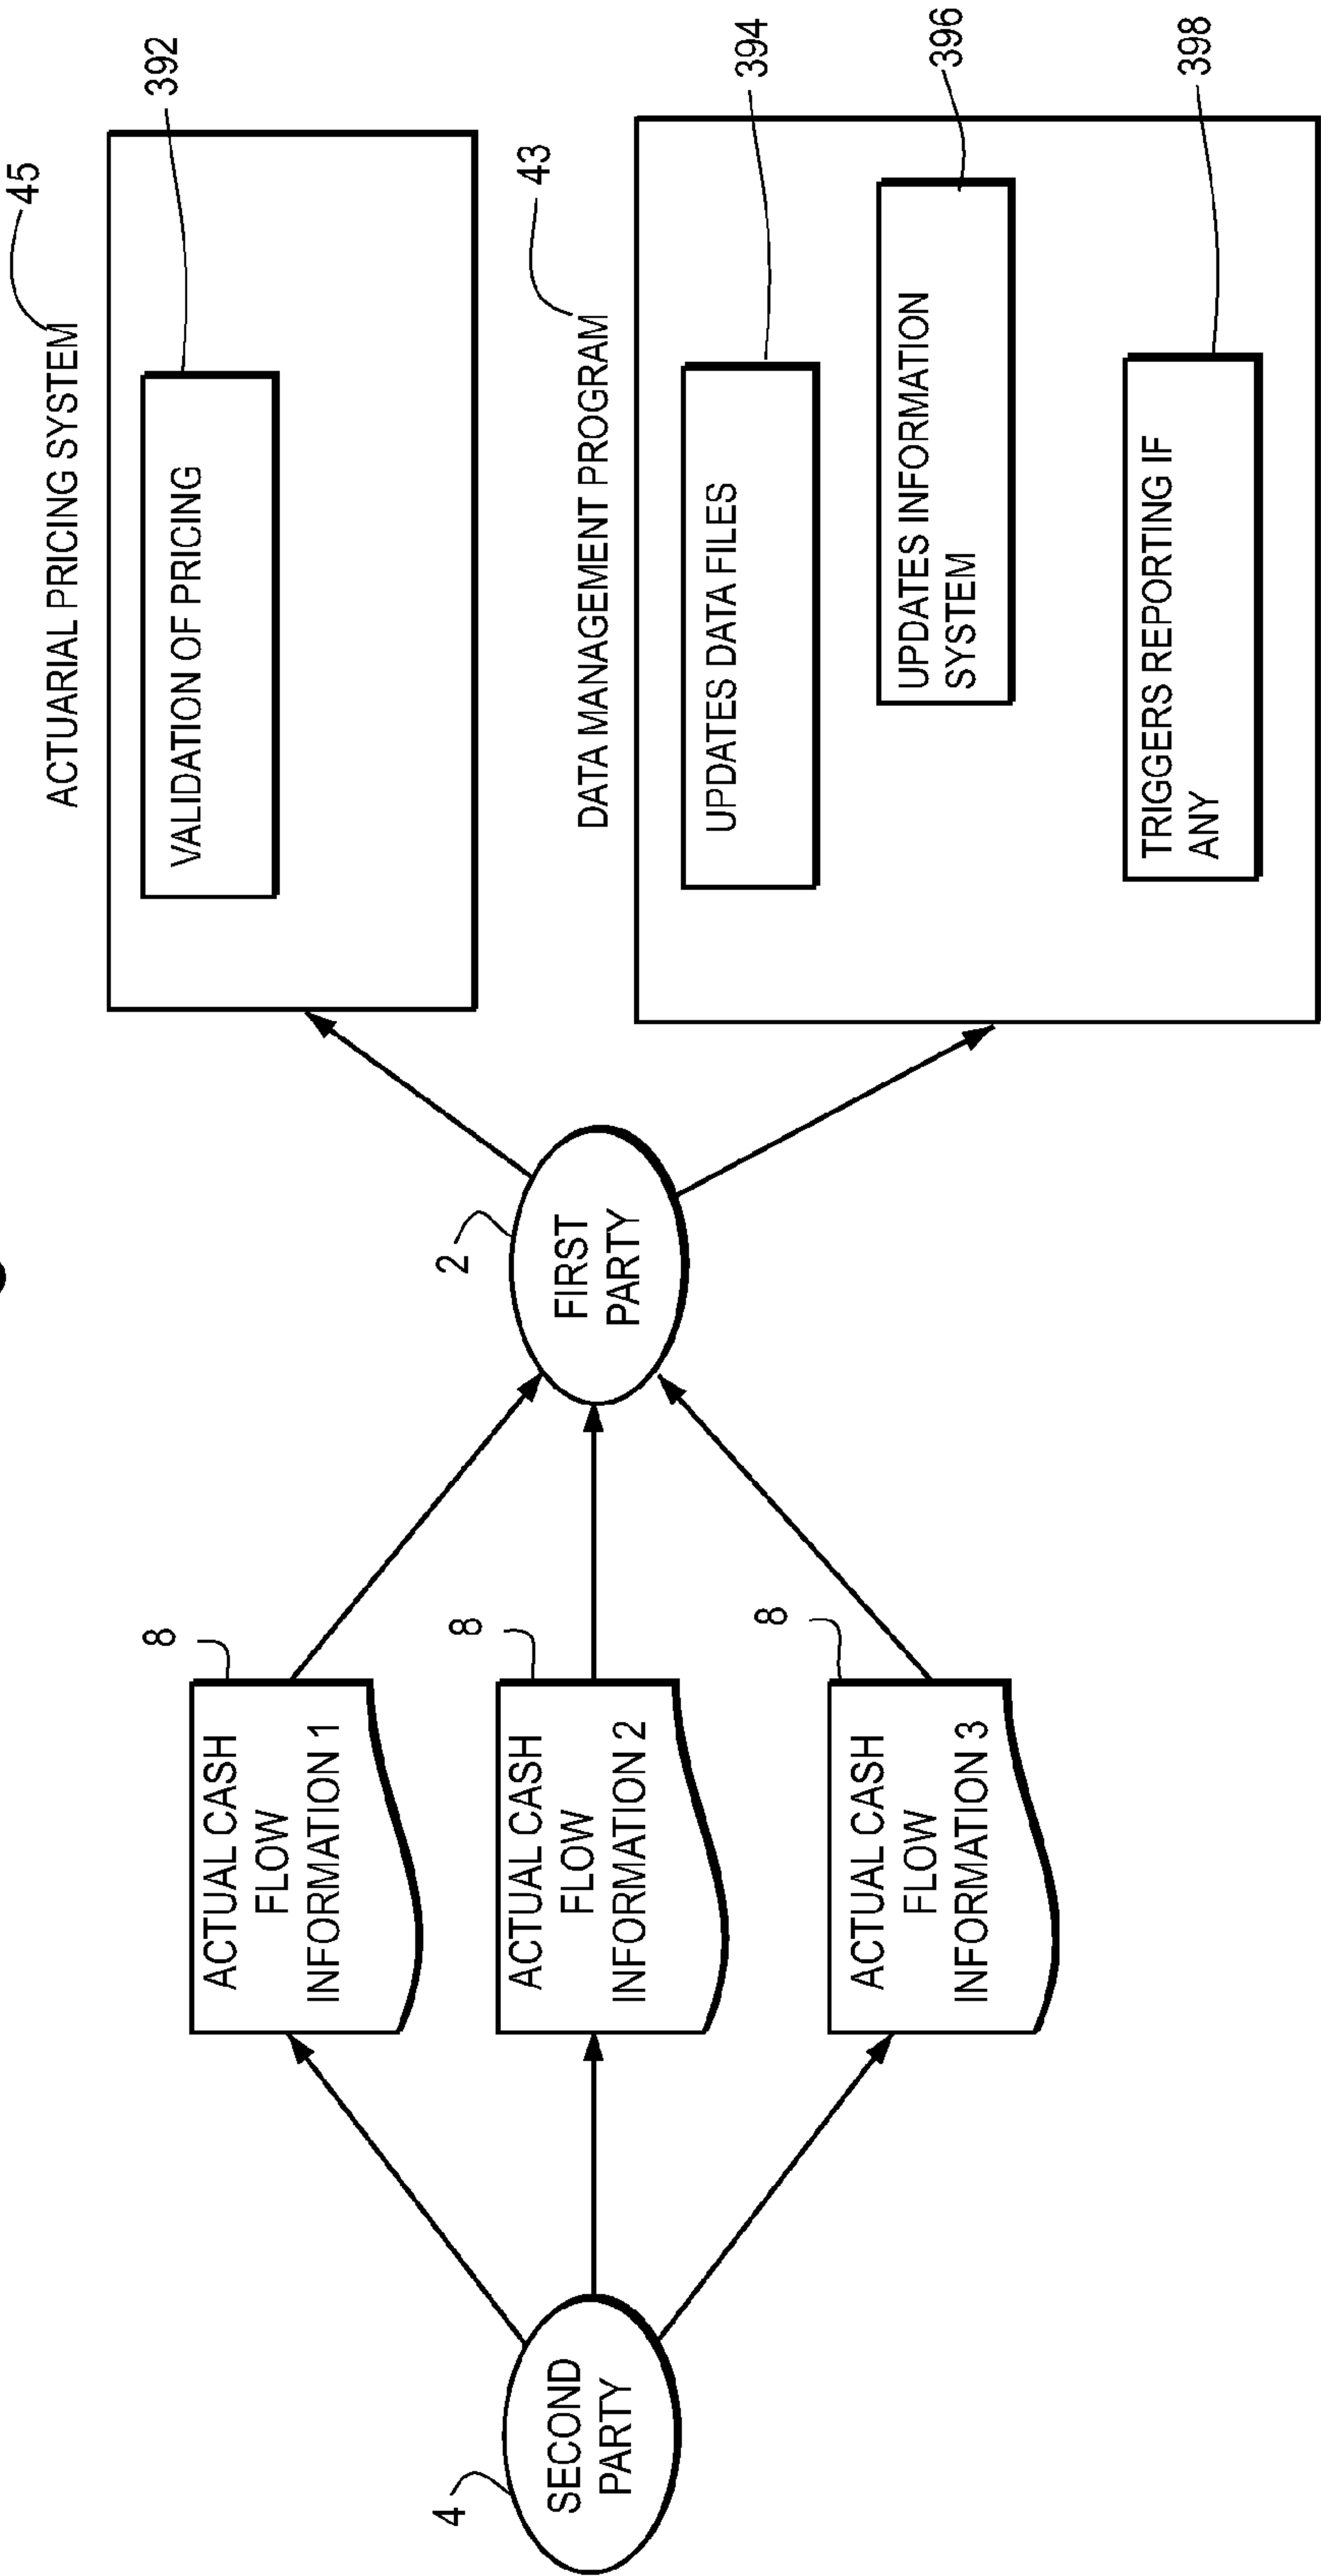 ACTUARIAL PRICING SYSTEM
45
VALIDATION OF PRICING
392
DATA MANAGEMENT PROGRAM
43
UPDATES DATA FILES
394
UPDATES INFORMATION
SYSTEM
396
TRIGGERS REPORTING IF
ANY
398
2
FIRST
PARTY
8
ACTUAL CASH
FLOW
INFORMATION 1
8
ACTUAL CASH
FLOW
INFORMATION 2
8
ACTUAL CASH
FLOW
INFORMATION 3
4
SECOND
PARTY